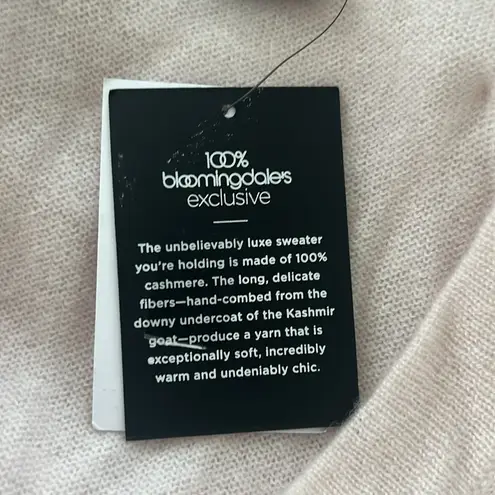 100%
bloomingdale's
exclusive
The unbelievably luxe sweater
you're holding is made of 100%
cashmere. The long, delicate
fibers—hand-combed from the
downy undercoat of the Kashmir
goat—produce a yarn that is
exceptionally soft, incredibly
warm and undeniably chic.